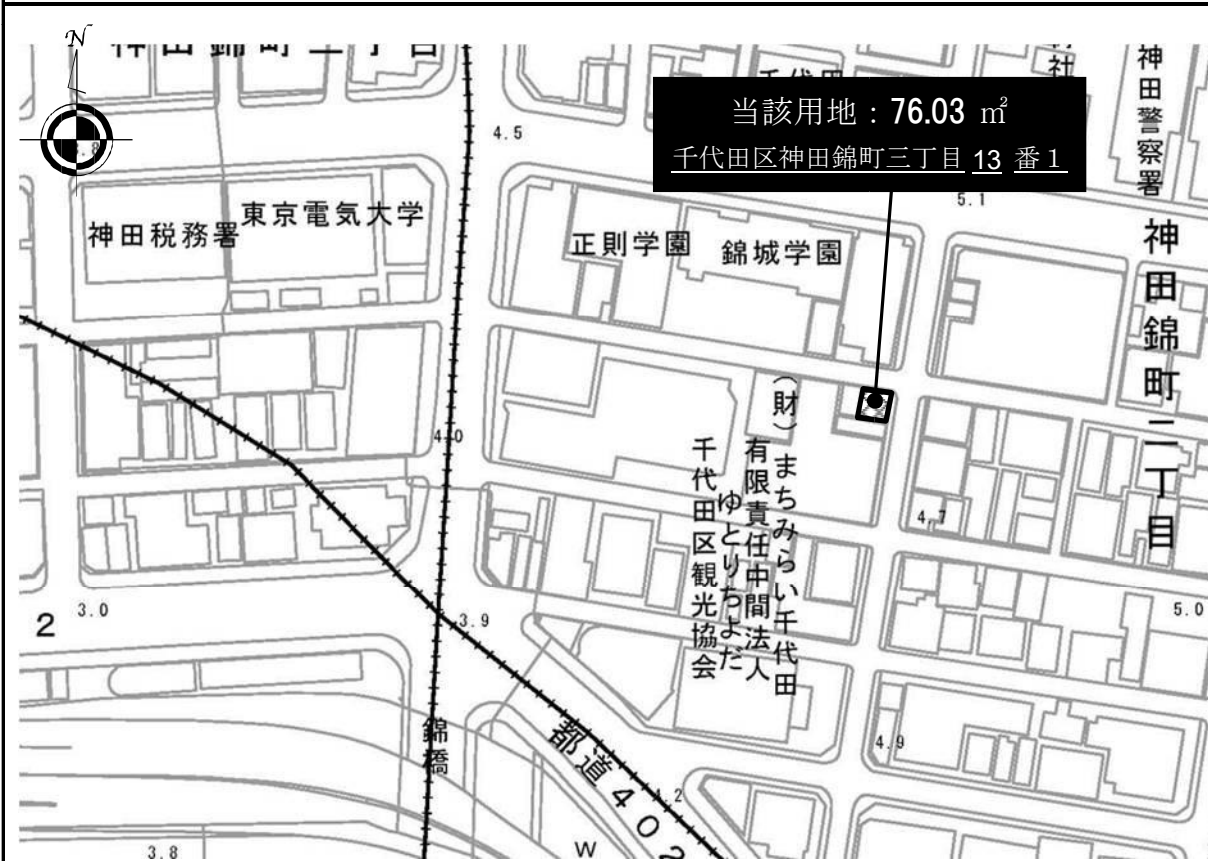 N
神田錦町三丁目
4.5
当該用地：76.03 ㎡
千代田区神田錦町三丁目 13 番１
神田警察署
3.8
5.1
東京電気大学
神田税務署
正則学園
錦城学園
神田錦町二丁目
4.0
(財)まちみらい千代田
有限責任中間法人
ゆとりちよだ
千代田区観光協会
4.7
3.0
2
3.9
5.0
錦橋
都道402
4.9
4.2
3.8
W